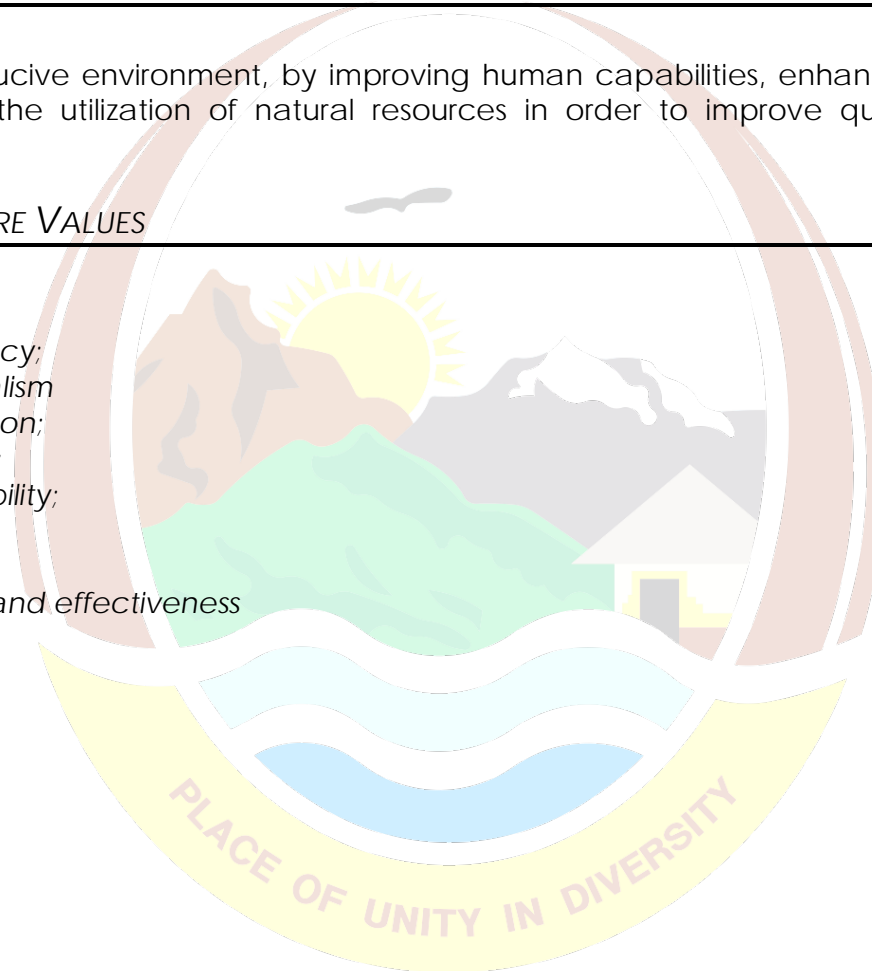 ucive environment, by improving human capabilities, enhan
the utilization of natural resources in order to improve qu
RE VALUES
cy;
lism
on;
;
bility;
and effectiveness
PLACE OF UNITY IN DIVERSITY